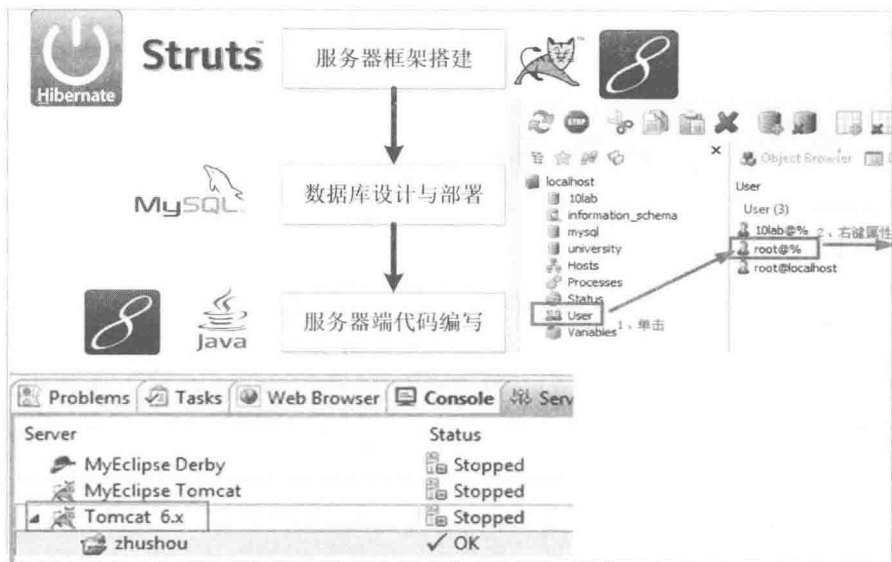 Hibernate
Struts
服务器框架搭建
数据库设计与部署
MySQL
服务器端代码编写
Java
localhost
10lab
information_schema
mysql
university
Hosts
Processes
Status
User
Variables
1、单击
Object Browser
User
User (3)
10lab@%
root@%
root@localhost
2、右键属性
Problems
Tasks
Web Browser
Console
Serv
Server Status
MyEclipse Derby Stopped
MyEclipse Tomcat Stopped
Tomcat 6.x Stopped
zhushou OK